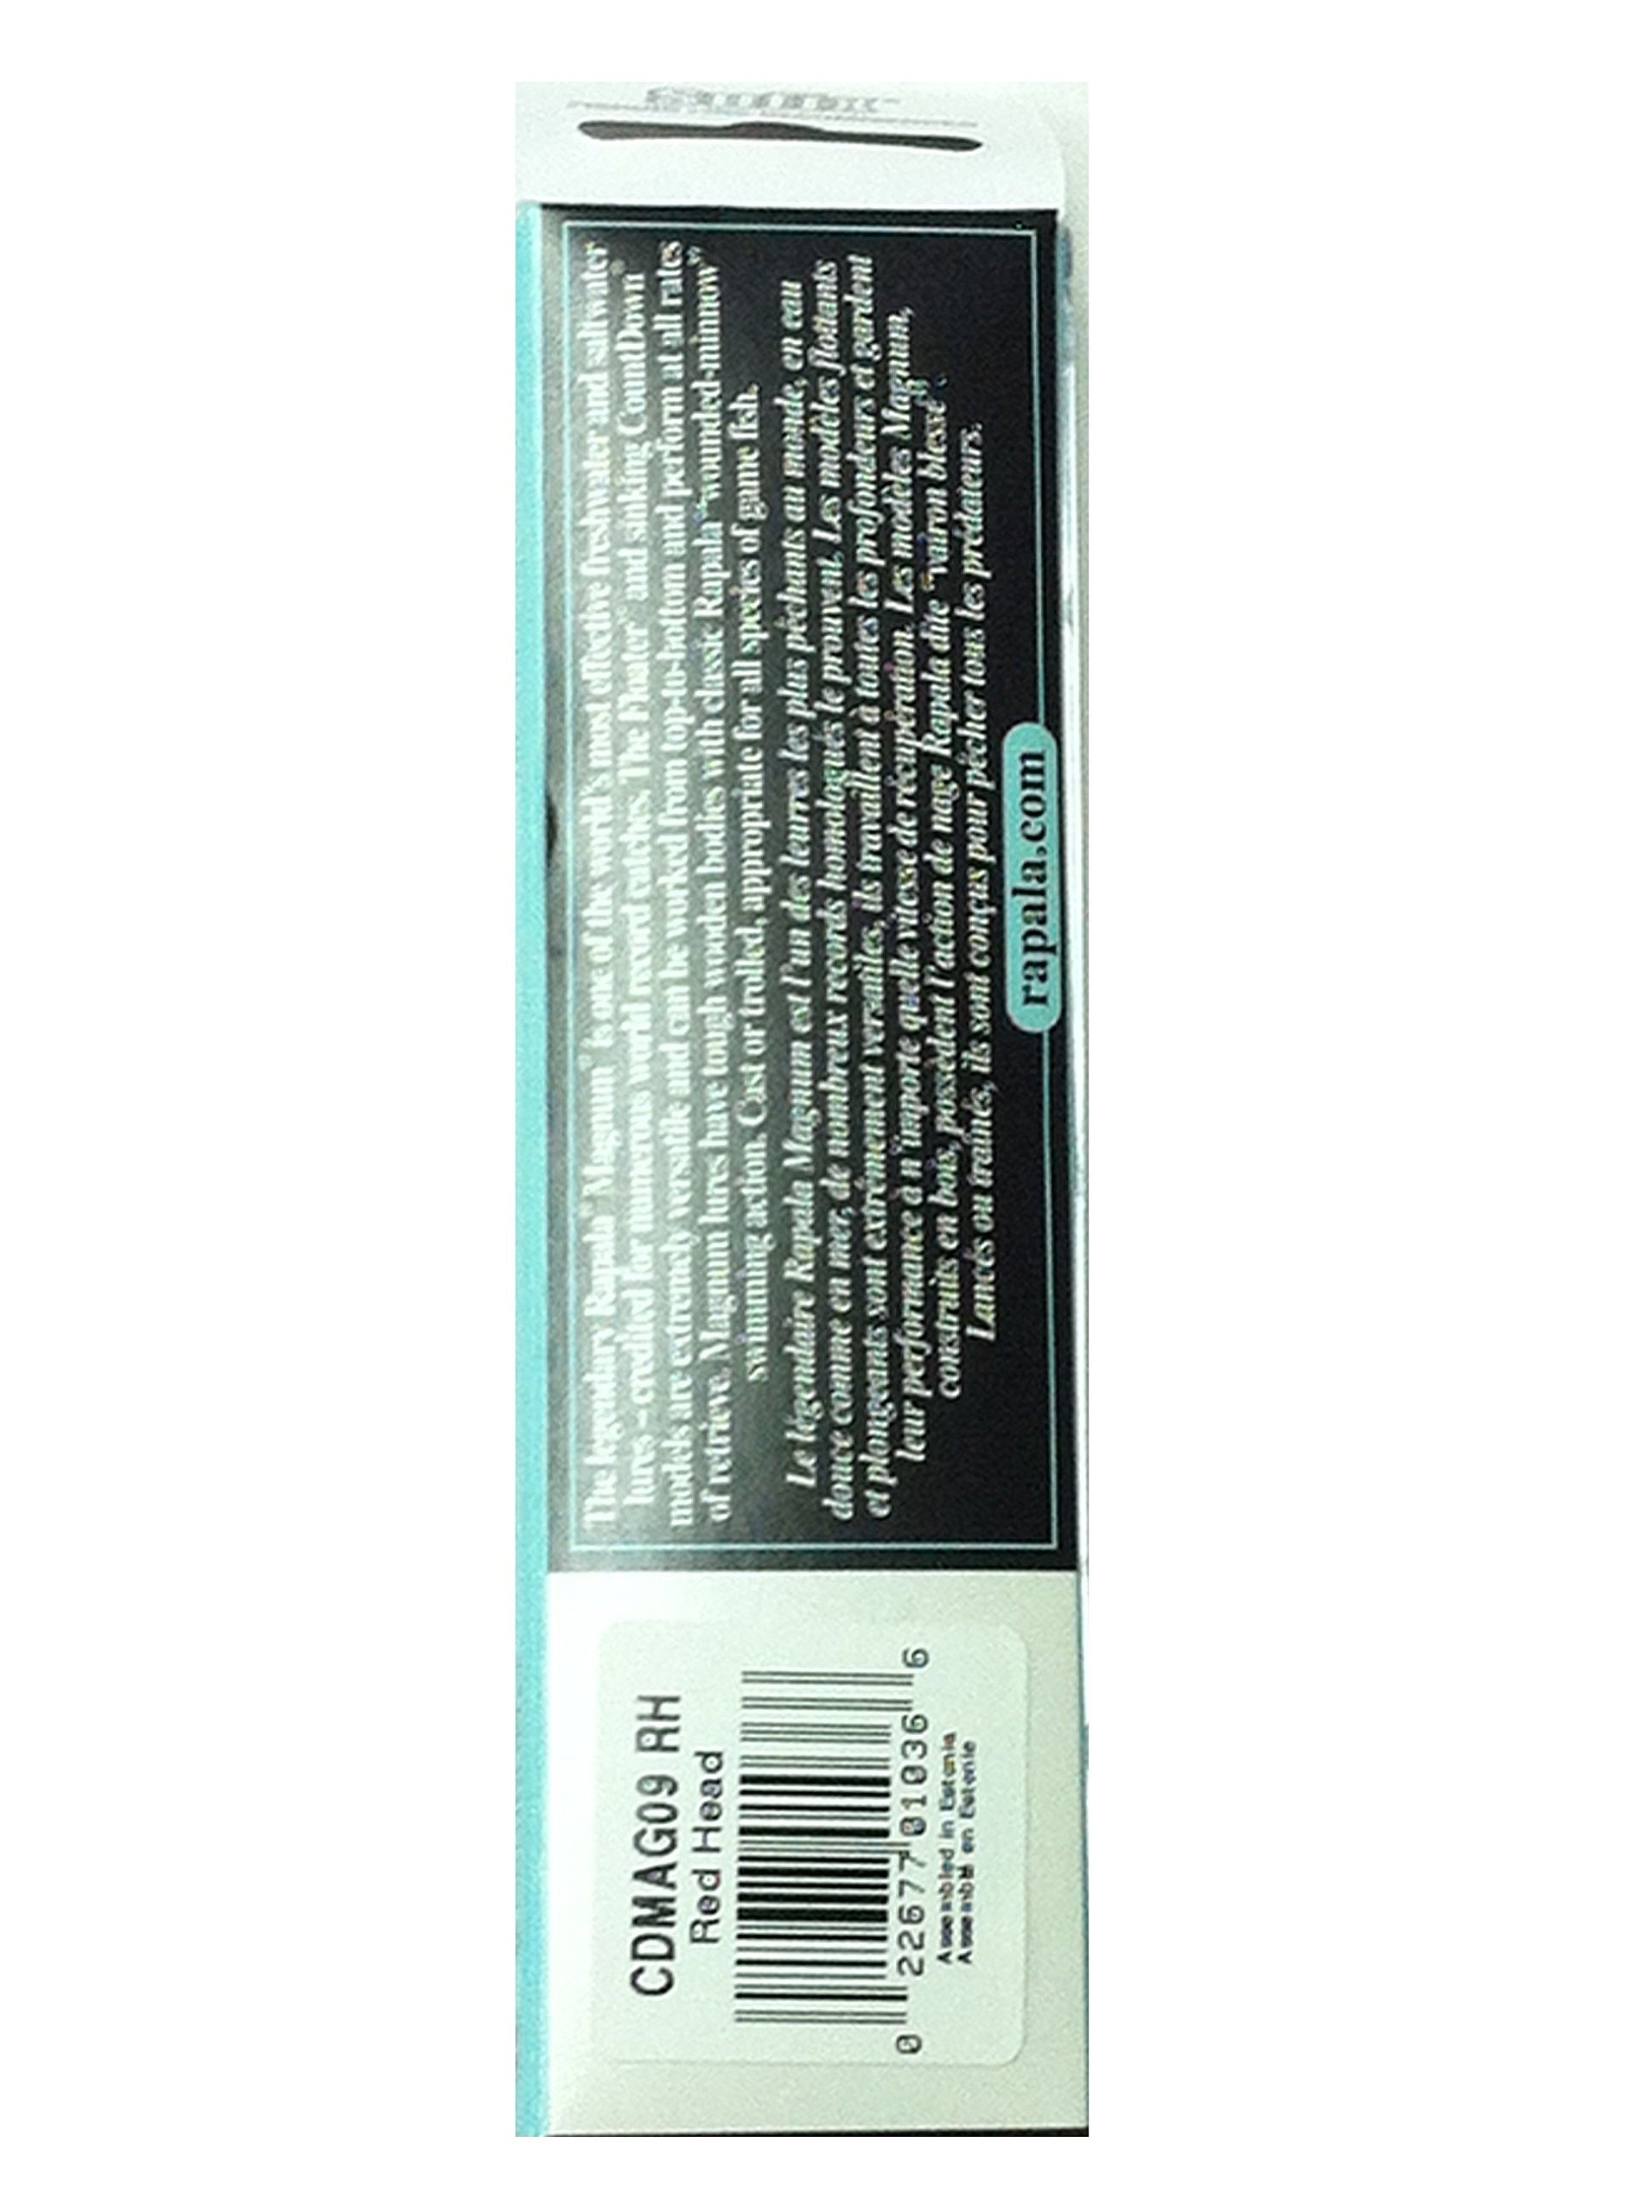 The legendary Rapala® Magnum® is one of the world's most effective freshwater and saltwater
lures - credited for numerous world record catches. The Floater® and sinking CountDown®
models are extremely versatile and can be worked from top-to-bottom and perform at all rates
of retrieve. Magnum lures have tough wooden bodies with classic Rapala "wounded-minnow"
swimming action. Cast or trolled, appropriate for all species of game fish.
Le légendaire Rapala Magnum est l'un des leurres les plus pêchants au monde, en eau
douce comme en mer, de nombreux records homologués le prouvent. Les modèles flottants
et plongeants sont extrêmement versatiles, ils travaillent à toutes les profondeurs et gardent
leur performance à n'importe quelle vitesse de récupération. Les modèles Magnum,
construits en bois, possèdent l'action de nage Rapala dite "vairon blessé".
Lancés ou traînés, ils sont conçus pour pêcher tous les prédateurs.
rapala.com
CDMAG09 RH
Red Head
0 22677 01036 6
Assembled in Estonia
Assemblé en Estonie